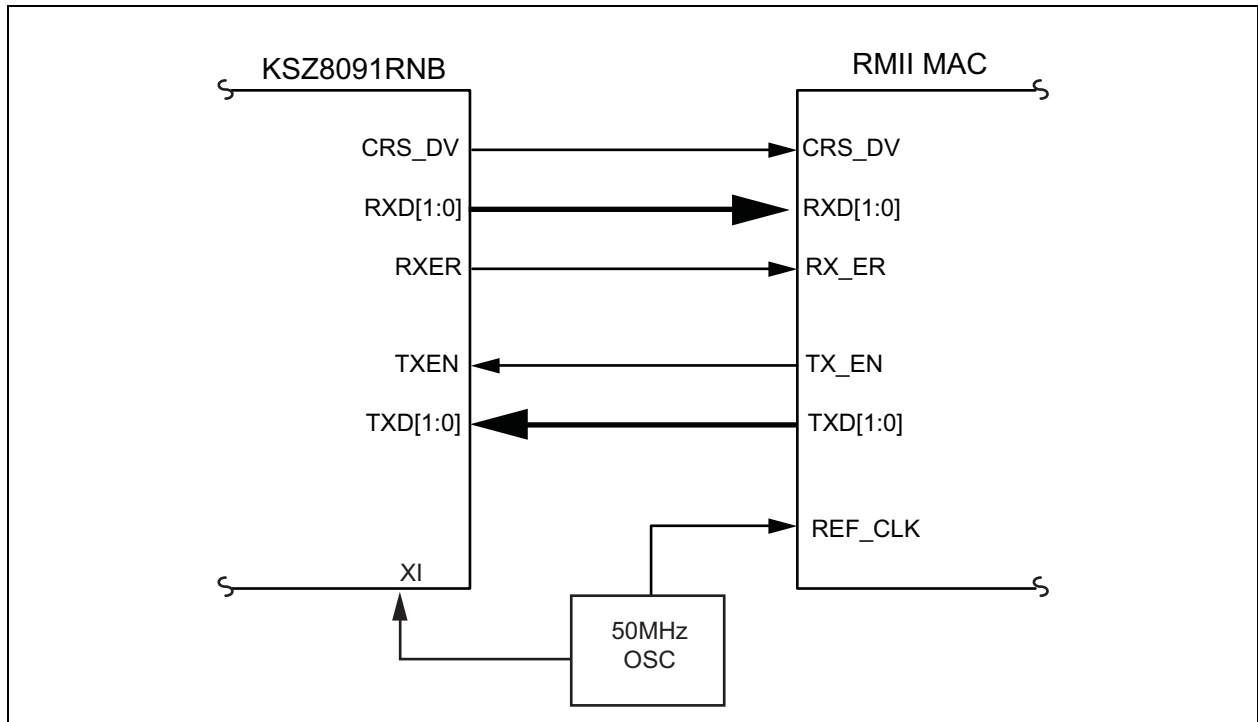 KSZ8091RNB
RMII MAC
CRS_DV
CRS_DV
RXD[1:0]
RXD[1:0]
RXER
RX_ER
TXEN
TX_EN
TXD[1:0]
TXD[1:0]
REF_CLK
XI
50MHz
OSC